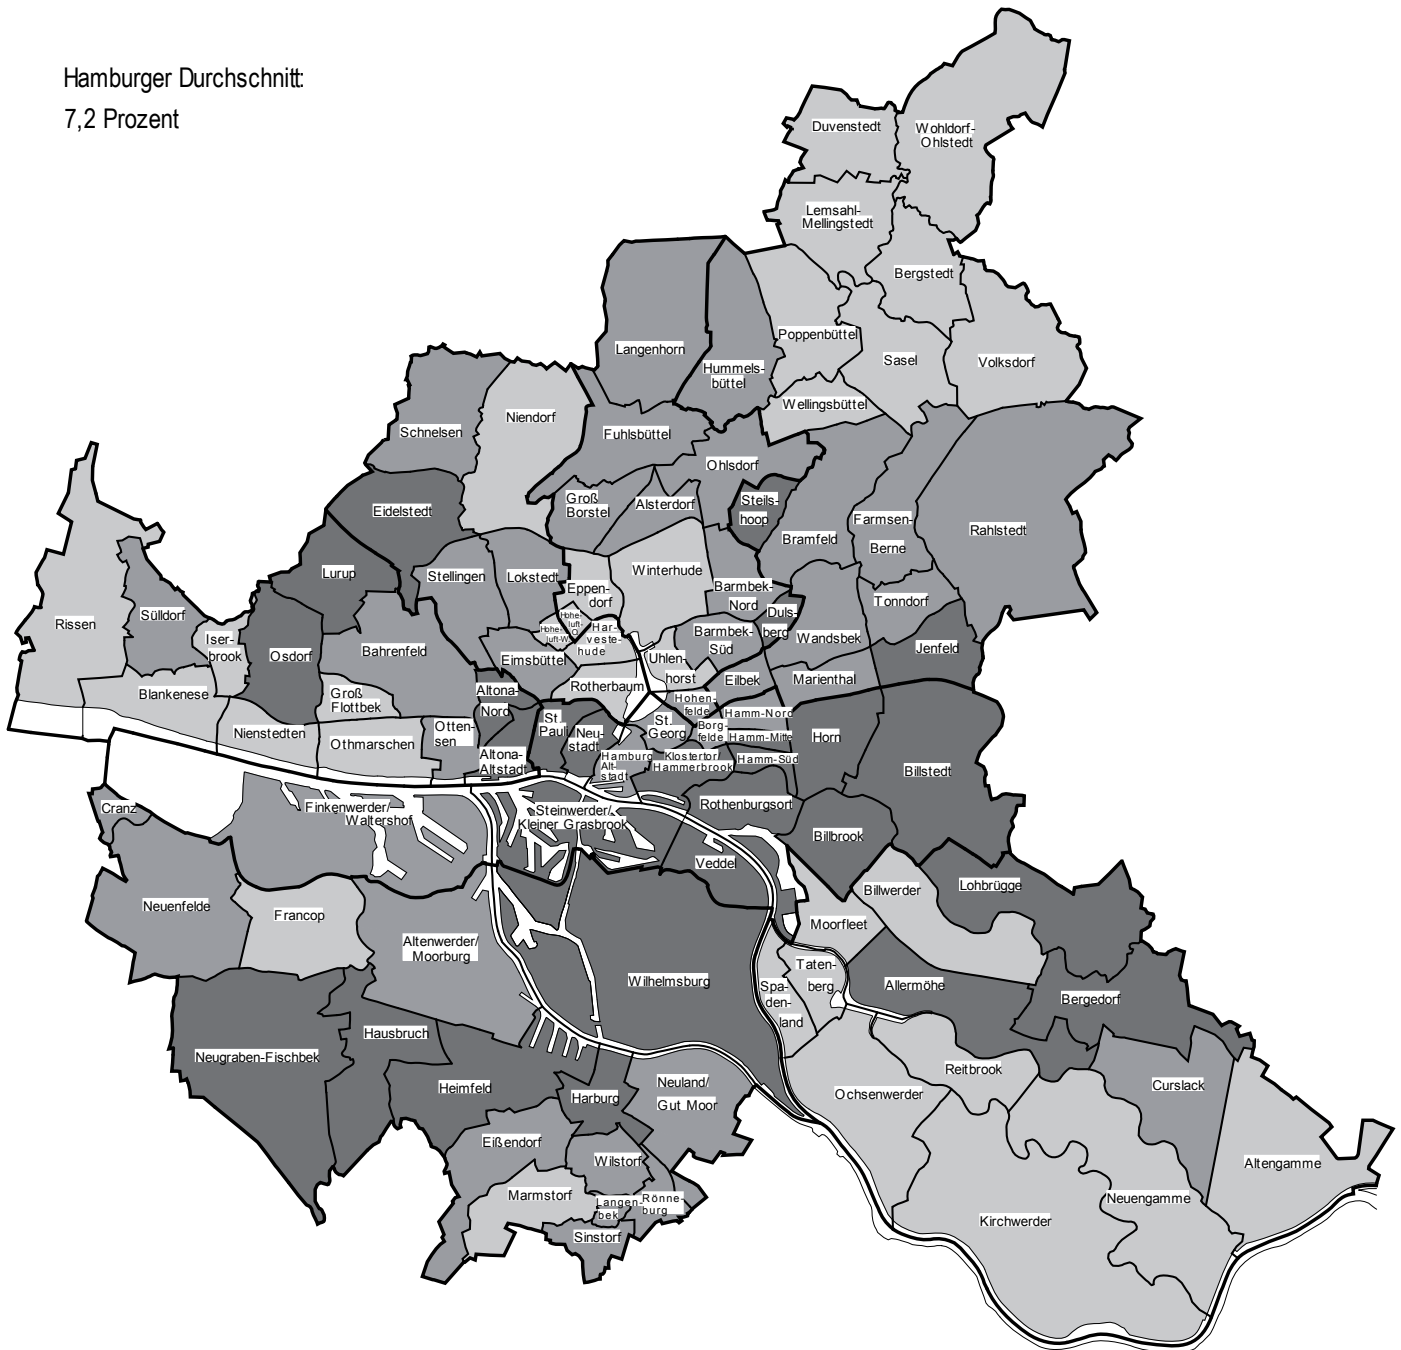 Hamburger Durchschnitt:
7,2 Prozent
Duvenstedt
Wohldorf-
Ohlstedt
Lemsahl-
Mellingstedt
Bergstedt
Poppenbüttel
Sasel
Volksdorf
Langenhorn
Hummels-
büttel
Wellingsbüttel
Schnelsen
Niendorf
Fuhlsbüttel
Ohlsdorf
Eidelstedt
Groß
Borstel
Alsterdorf
Steils-
hoop
Bramfeld
Farmsen-
Berne
Rahlstedt
Lurup
Stellingen
Lokstedt
Eppen-
dorf
Winterhude
Barmbek-
Nord
Duls-
berg
Wandsbek
Tonndorf
Jenfeld
Rissen
Sülldorf
Iser-
brook
Osdorf
Bahrenfeld
Hohe-
luft-
O.
Hohe-
luft-W.
Har-
veste-
hude
Eimsbüttel
Barmbek-
Süd
Uhlen-
horst
Eilbek
Marienthal
Blankenese
Groß
Flottbek
Rotherbaum
Altona-
Nord
Hohen-
felde
Nienstedten
Othmarschen
Otten-
sen
St.
Pauli
Neu-
stadt
St.
Georg
Borg-
felde
Hamm-Nord
Hamm-Mitte
Hamm-Süd
Horn
Billstedt
Altona-
Altstadt
Hamburg
Alt-
stadt
Klostertor/
Hammerbrook
Cranz
Finkenwerder/
Waltershof
Steinwerder/
Kleiner Grasbrook
Rothenburgsort
Billbrook
Veddel
Neuenfelde
Francop
Altenwerder/
Moorburg
Wilhelmsburg
Moorfleet
Billwerder
Lohbrügge
Spa-
den-
land
Taten-
berg
Allermöhe
Bergedorf
Neugraben-Fischbek
Hausbruch
Heimfeld
Harburg
Neuland/
Gut Moor
Ochsenwerder
Reitbrook
Curslack
Eißendorf
Wilstorf
Marmstorf
Langen-
bek
Rönne-
burg
Sinstorf
Kirchwerder
Neuengamme
Altengamme